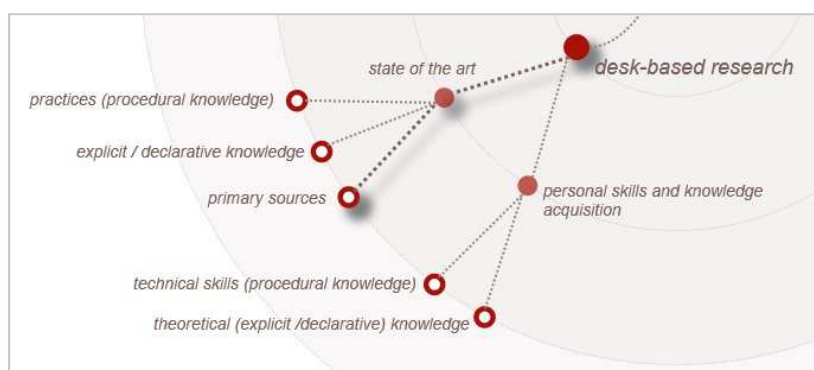 state of the art
desk-based research
practices (procedural knowledge)
explicit / declarative knowledge
primary sources
personal skills and knowledge
acquisition
technical skills (procedural knowledge)
theoretical (explicit /declarative) knowledge